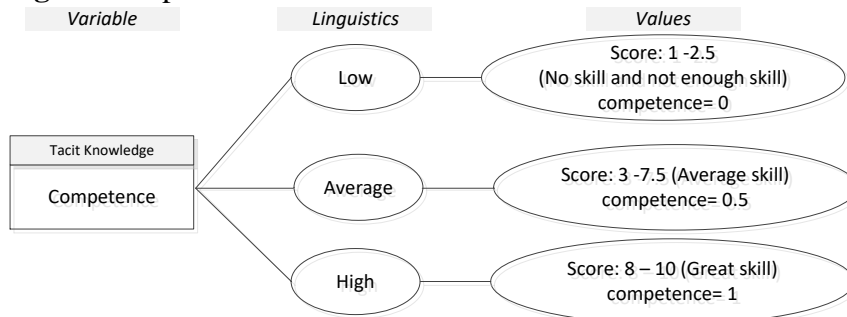 Variable
Linguistics
Values
Low
Score: 1 -2.5
(No skill and not enough skill)
competence= 0
Tacit Knowledge
Competence
Average
Score: 3 -7.5 (Average skill)
competence= 0.5
High
Score: 8 – 10 (Great skill)
competence= 1